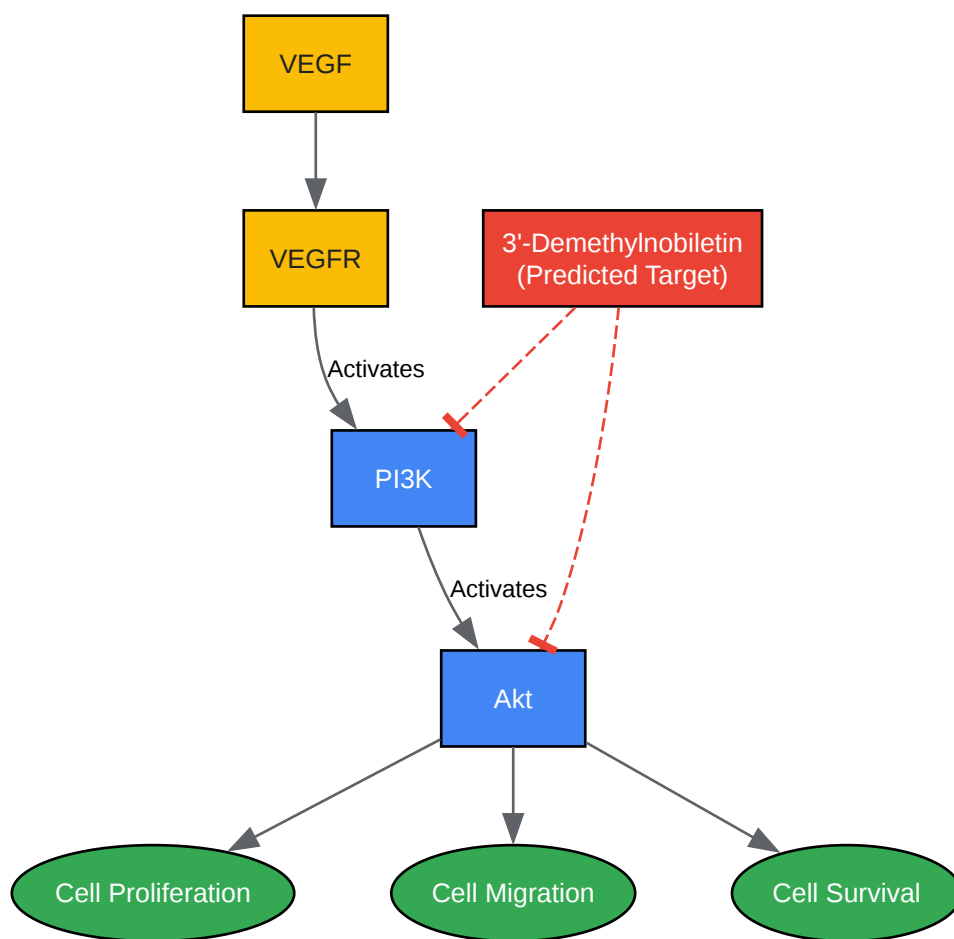 VEGF
VEGFR
3'-Demethylnobiletin
(Predicted Target)
Activates
PI3K
Activates
Akt
Cell Proliferation
Cell Migration
Cell Survival